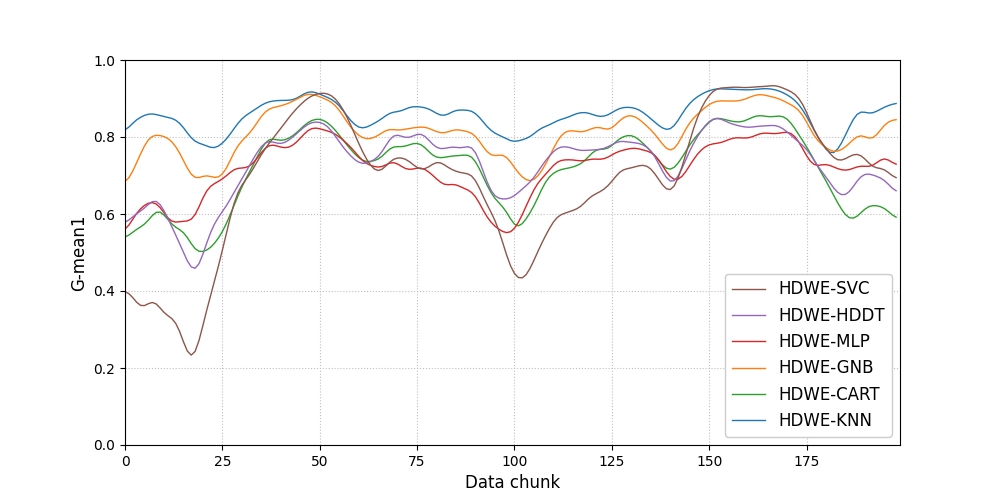 1.0
0.8
0.6
0.4
0.2
0.0
G-mean1
0 25 50 75 100 125 150 175
Data chunk
HDWE-SVC
HDWE-HDDT
HDWE-MLP
HDWE-GNB
HDWE-CART
HDWE-KNN